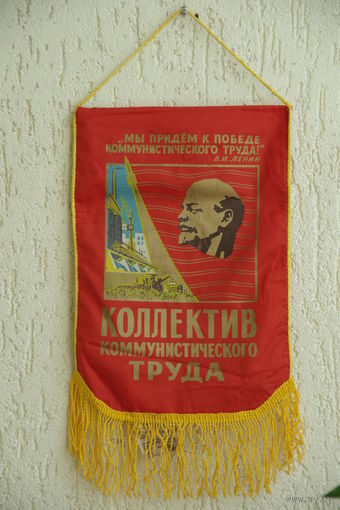 „МЫ ПРИДЁМ К ПОБЕДЕ
КОММУНИСТИЧЕСКОГО ТРУДА!"
В.И. ЛЕНИН
КОЛЛЕКТИВ
КОММУНИСТИЧЕСКОГО
ТРУДА